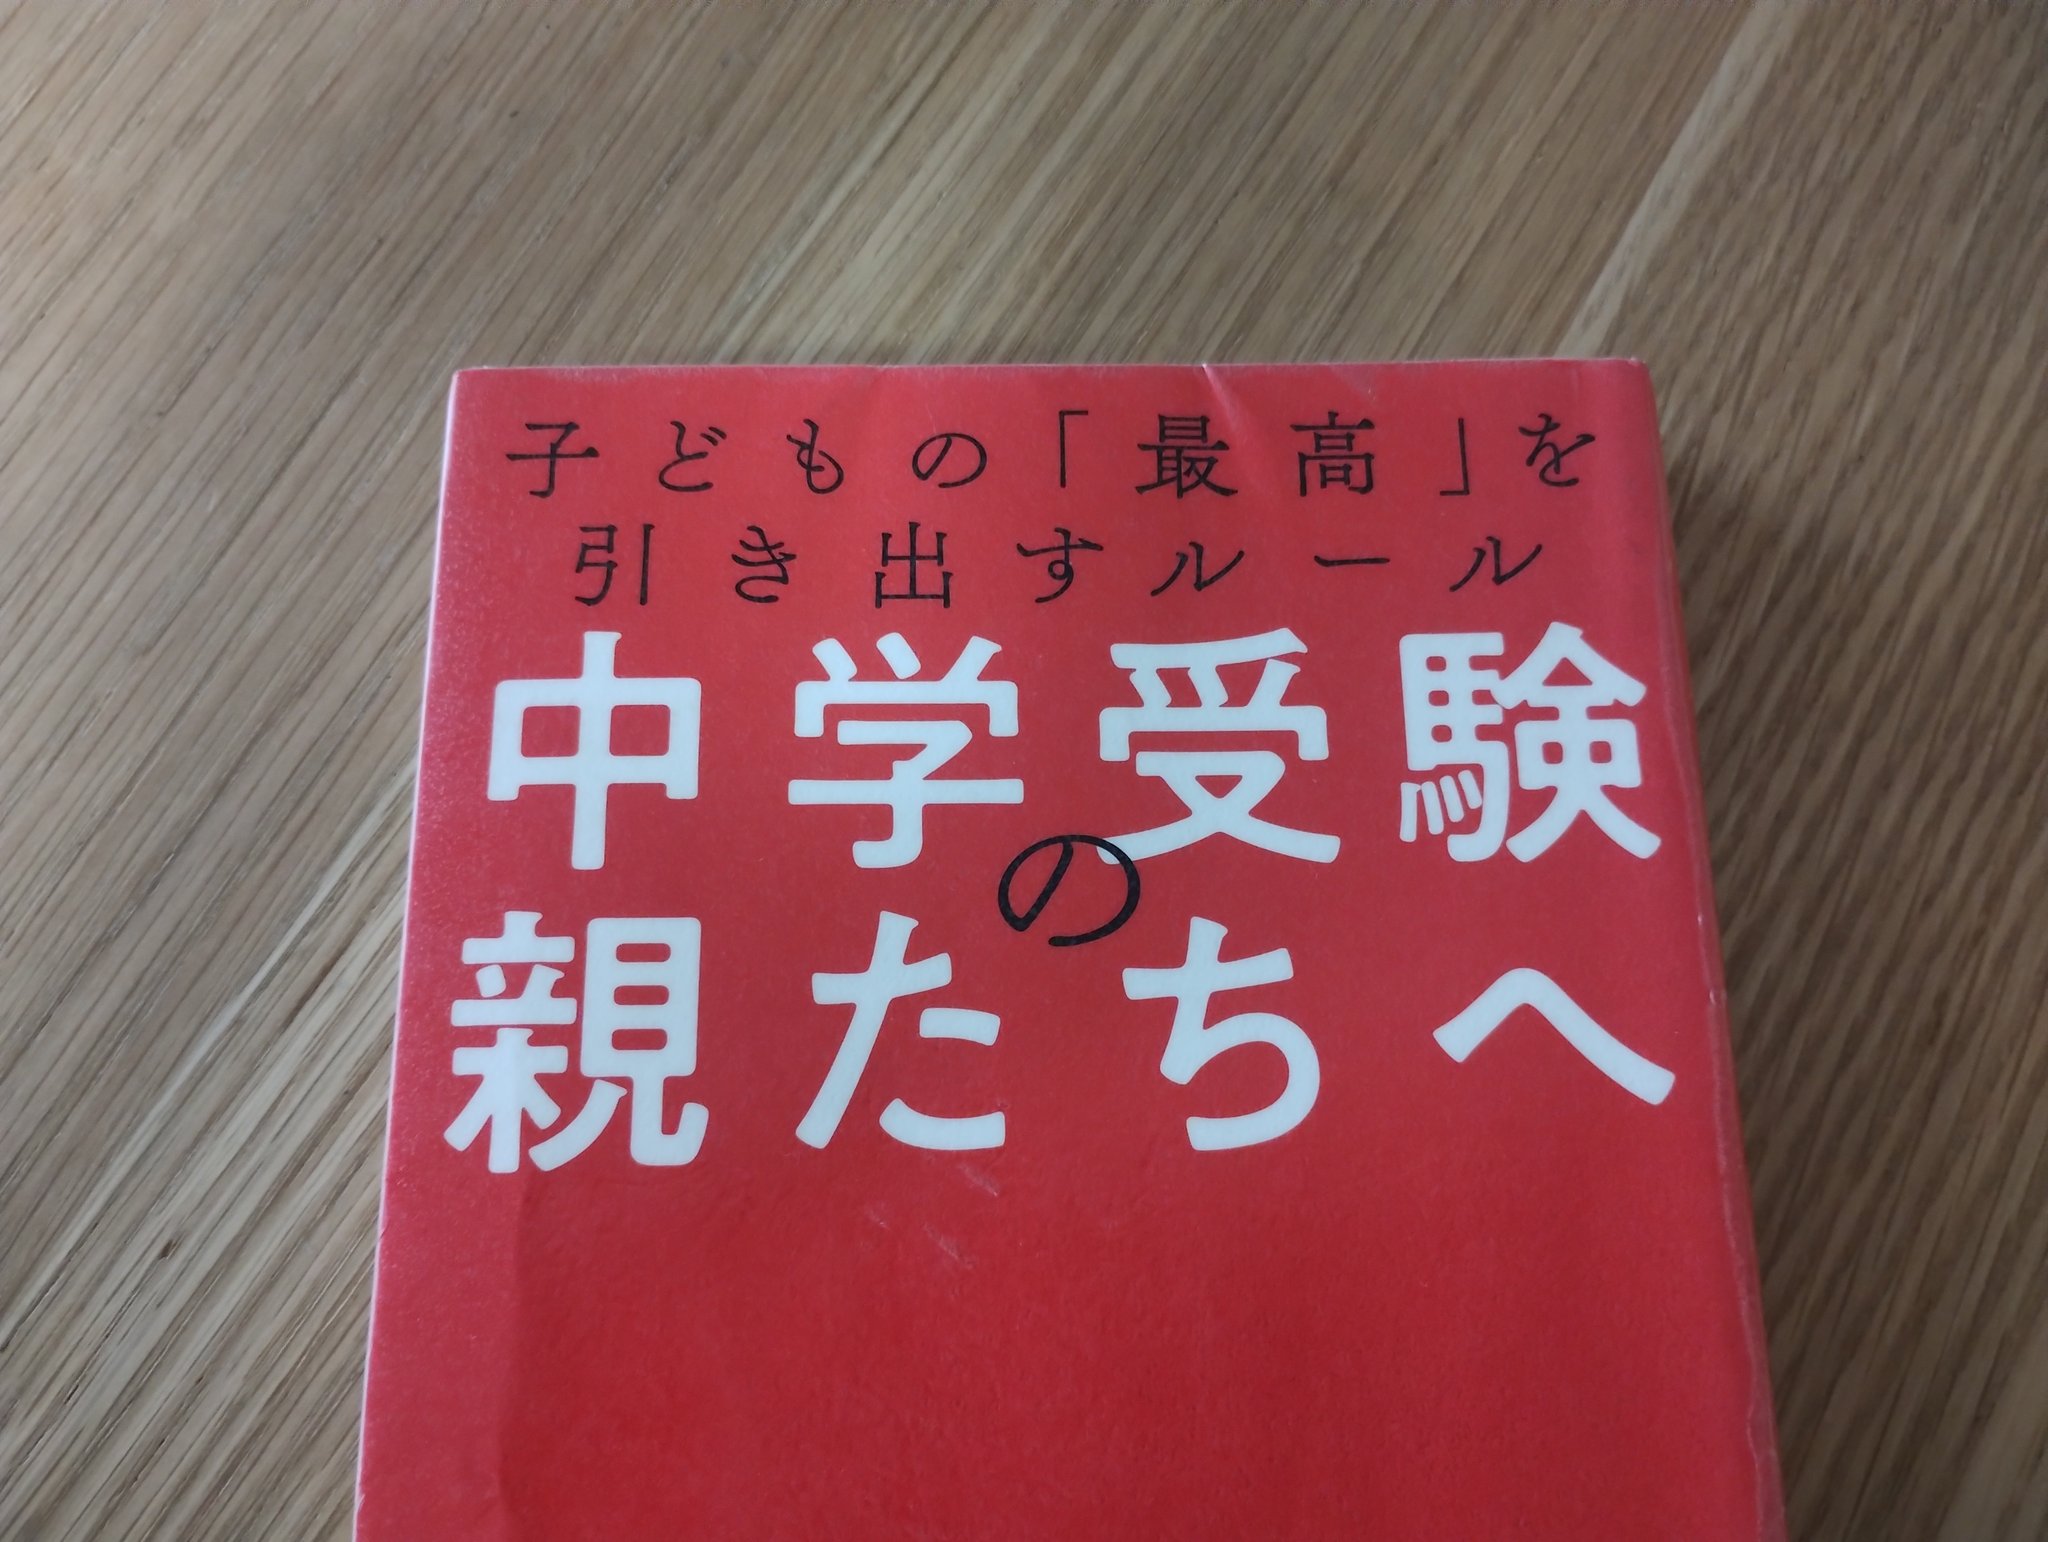 子どもの「最高」を
引き出すルール
中学受験
の
親たちへ